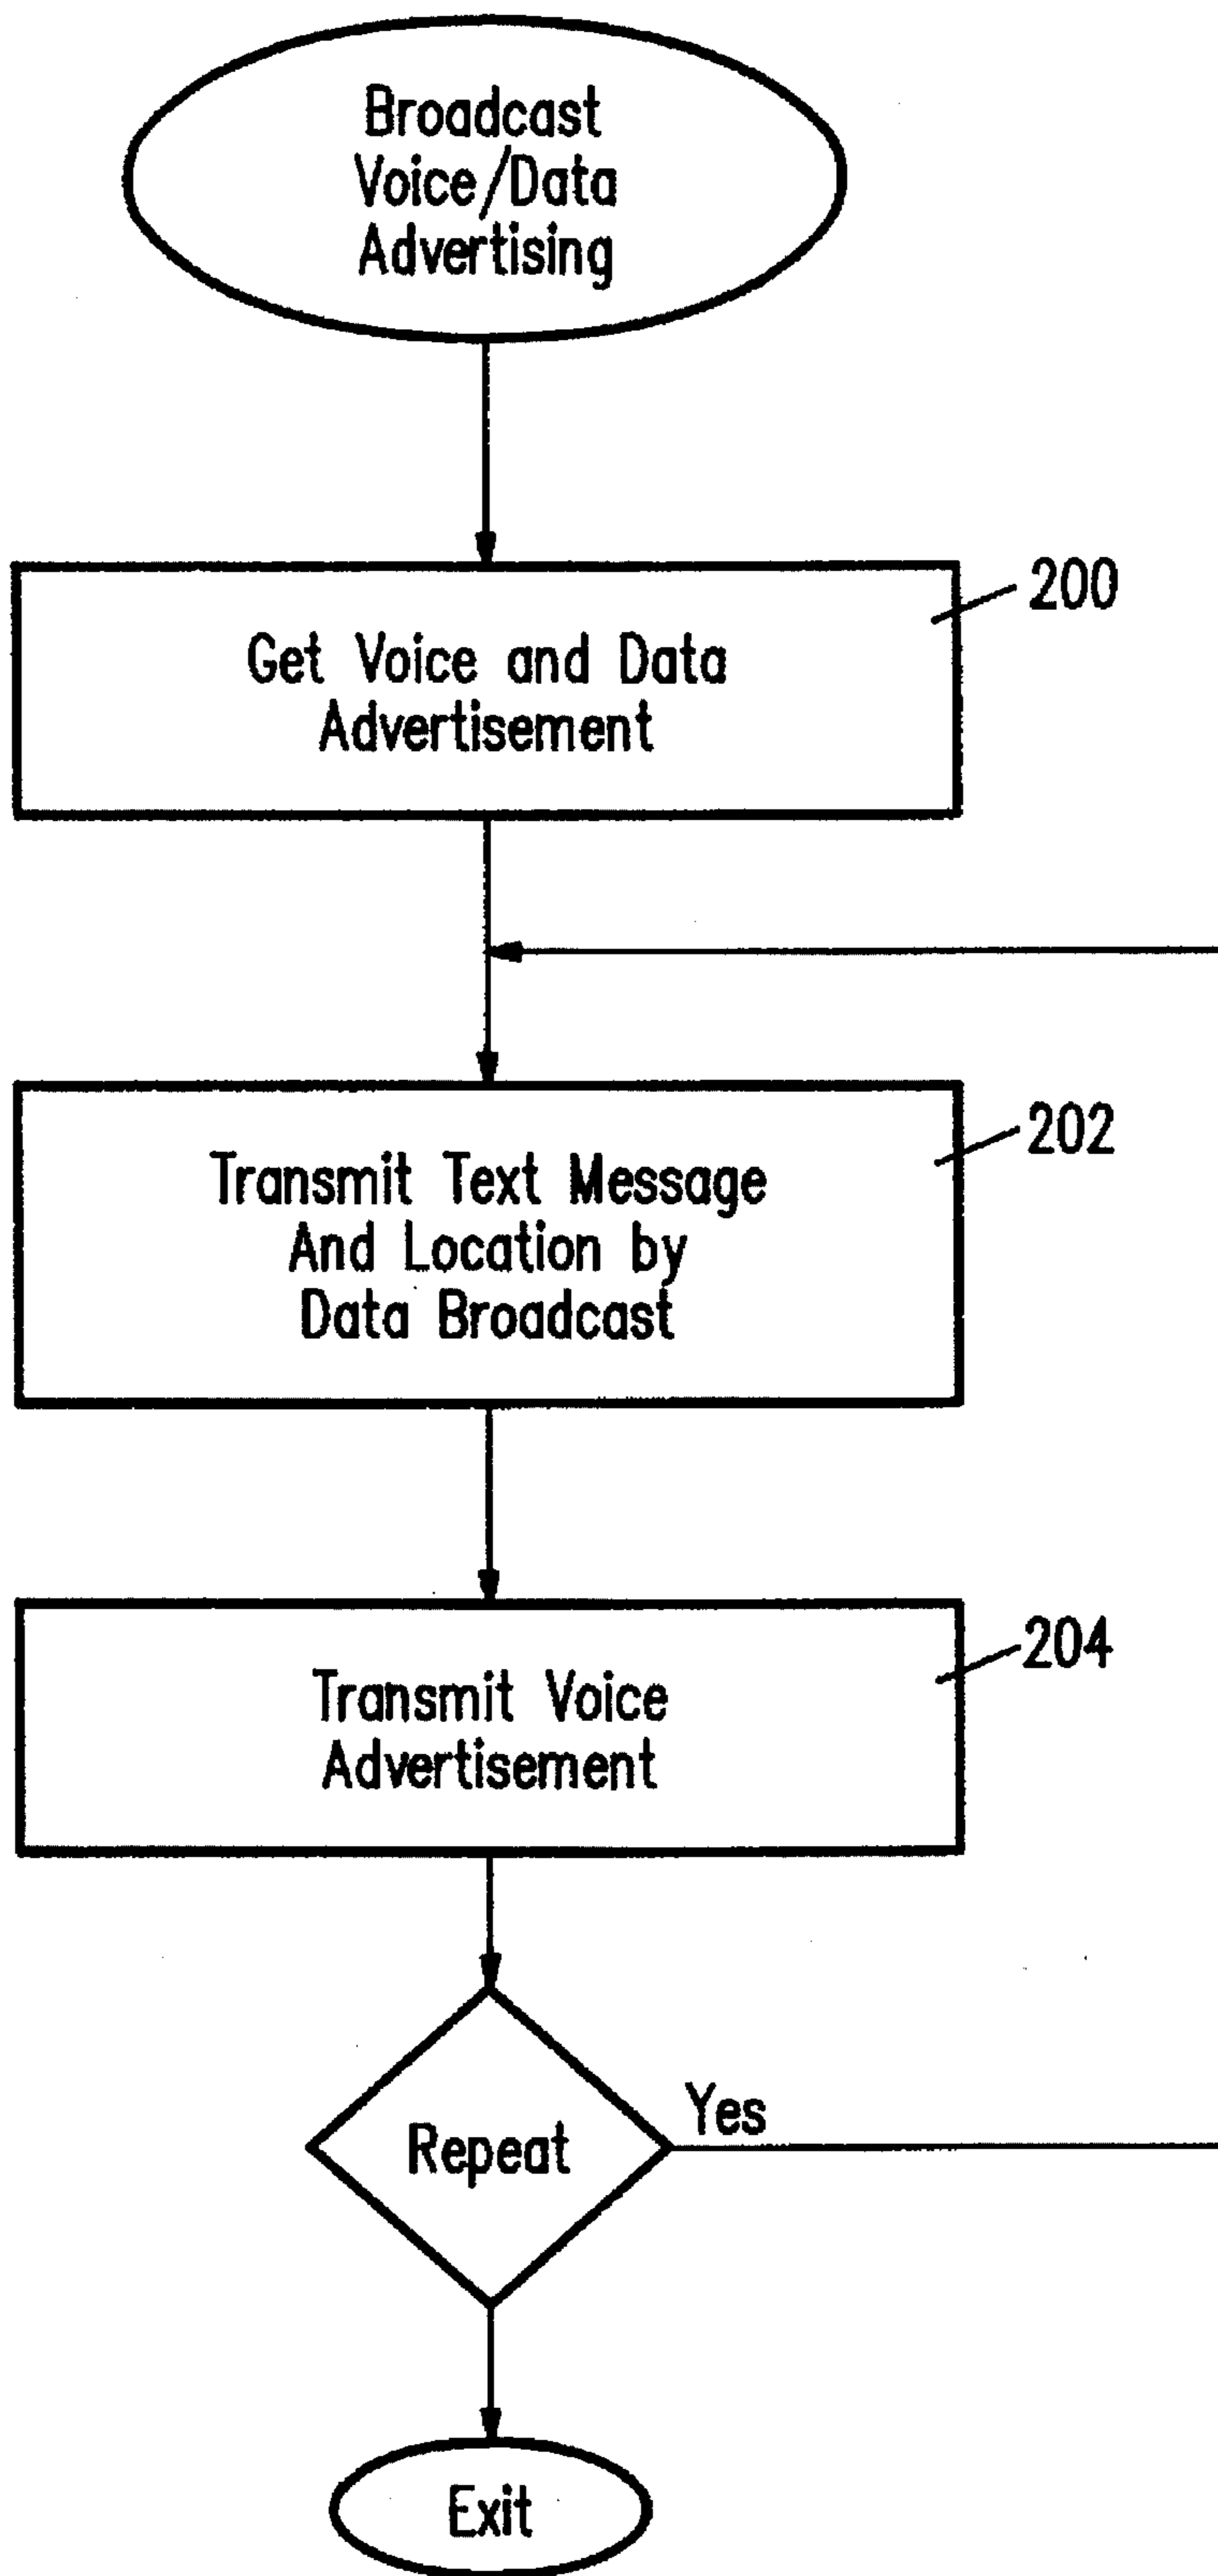 Broadcast
Voice/Data
Advertising
200
Get Voice and Data
Advertisement
202
Transmit Text Message
And Location by
Data Broadcast
204
Transmit Voice
Advertisement
Yes
Repeat
Exit